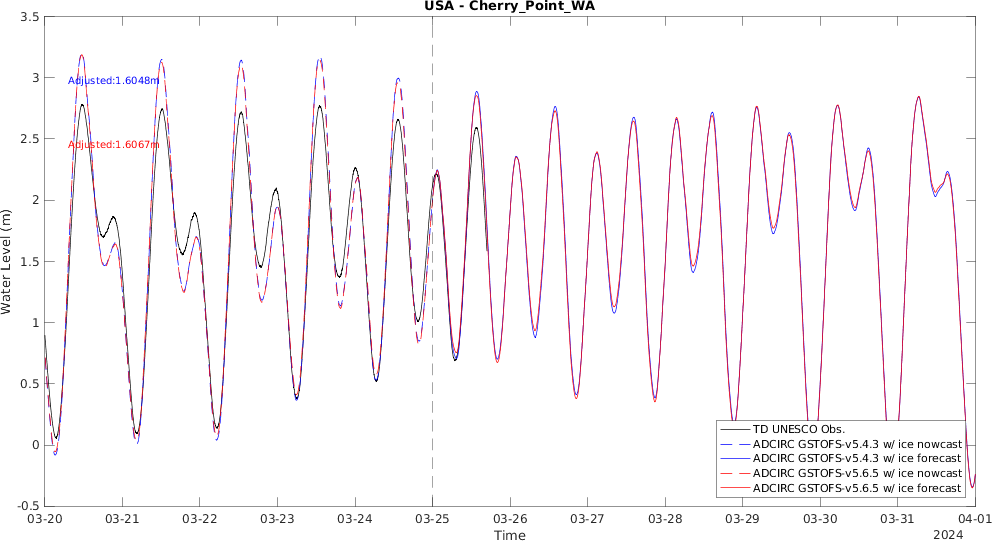 USA - Cherry_Point_WA
3.5
3
2.5
2
1.5
1
0.5
0
-0.5
Water Level (m)
Adjusted:1.6048m
Adjusted:1.6067m
TD UNESCO Obs.
ADCIRC GSTOFS-v5.4.3 w/ ice nowcast
ADCIRC GSTOFS-v5.4.3 w/ ice forecast
ADCIRC GSTOFS-v5.6.5 w/ ice nowcast
ADCIRC GSTOFS-v5.6.5 w/ ice forecast
03-20 03-21 03-22 03-23 03-24 03-25 03-26 03-27 03-28 03-29 03-30 03-31 04-01
Time
2024